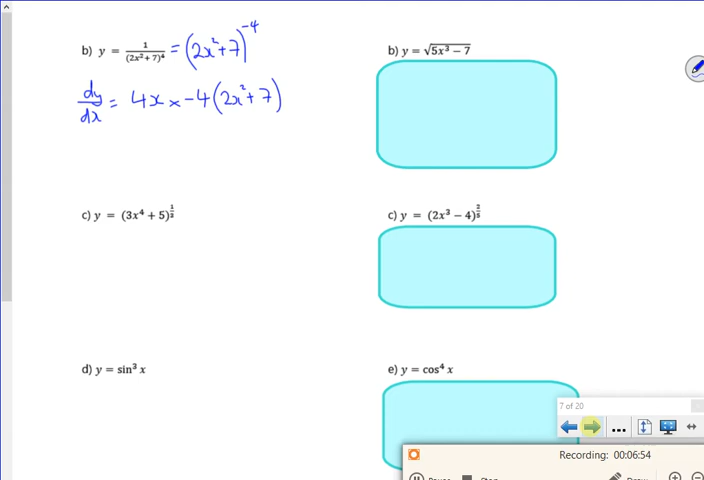 b) y = 1/(2x²+7)⁴ = (2x²+7)⁻⁴
dy/dx = 4x × -4(2x²+7)
c) y = (3x⁴ + 5)^(1/2)
d) y = sin³ x
b) y = √(5x³ − 7)
c) y = (2x³ − 4)^(2/5)
e) y = cos⁴ x
7 of 20
...
Recording: 00:06:54